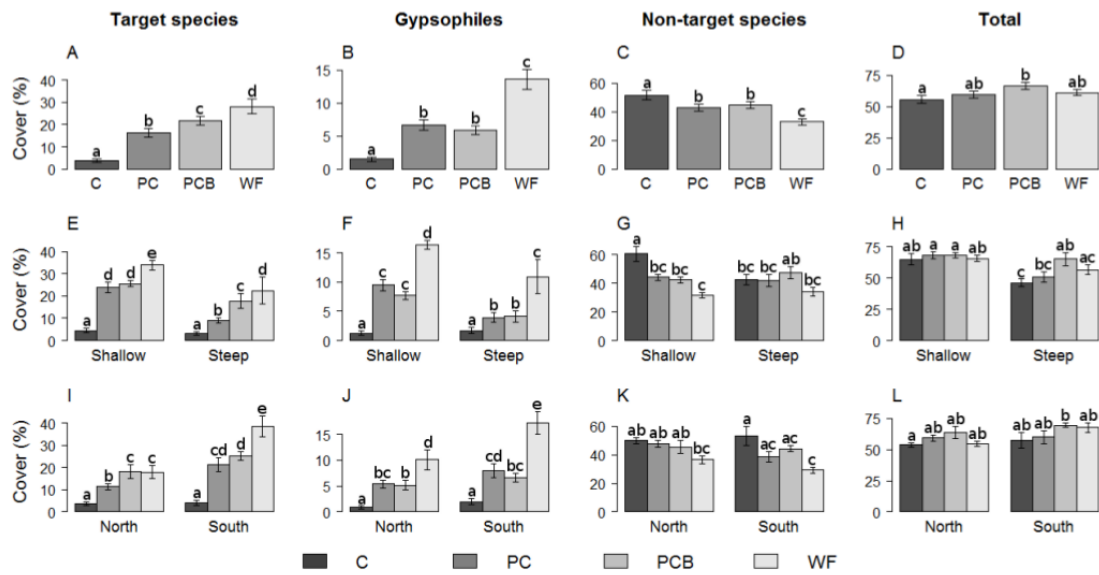 Target species Gypsophiles Non-target species Total
A B C D
Cover (%)
40 30 20 10 0
a b c d
C PC PCB WF
15 10 5 0
a b b c
C PC PCB WF
60 40 20 0
a b b c
C PC PCB WF
75 50 25 0
a ab b ab
C PC PCB WF
E F G H
Cover (%)
40 30 20 10 0
a d d e a b c d
Shallow Steep
15 10 5 0
a c c d a b b c
Shallow Steep
60 40 20 0
a bc bc c bc bc ab bc
Shallow Steep
75 50 25 0
ab a a ab c bc ab ac
Shallow Steep
I J K L
Cover (%)
40 30 20 10 0
a b c c a cd d e
North South
15 10 5 0
a bc b d a cd bc e
North South
60 40 20 0
ab ab ab bc a ac ac c
North South
75 50 25 0
a ab ab ab ab ab b ab
North South
C PC PCB WF